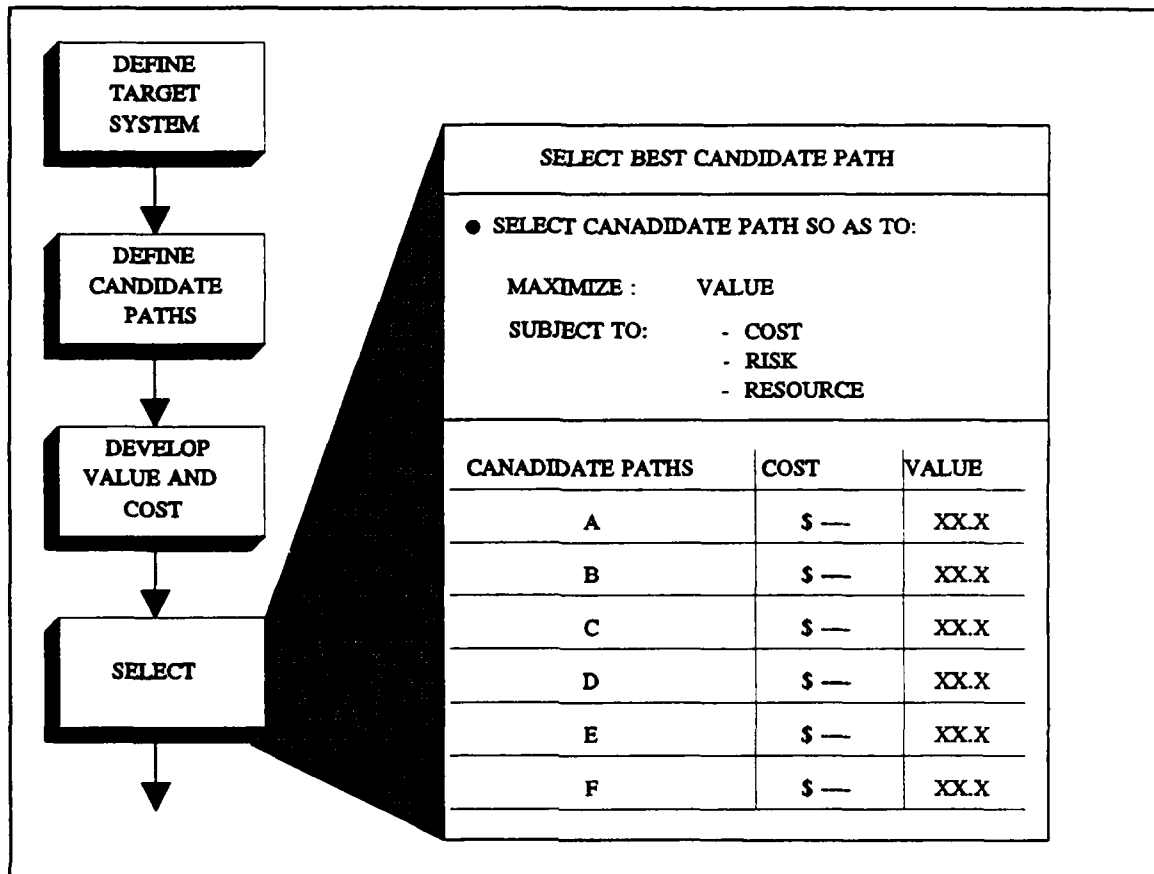 DEFINE
TARGET
SYSTEM
DEFINE
CANDIDATE
PATHS
DEVELOP
VALUE AND
COST
SELECT
SELECT BEST CANDIDATE PATH
● SELECT CANADIDATE PATH SO AS TO:
MAXIMIZE : VALUE
SUBJECT TO: - COST
- RISK
- RESOURCE
CANADIDATE PATHS COST VALUE
A $ — XX.X
B $ — XX.X
C $ — XX.X
D $ — XX.X
E $ — XX.X
F $ — XX.X